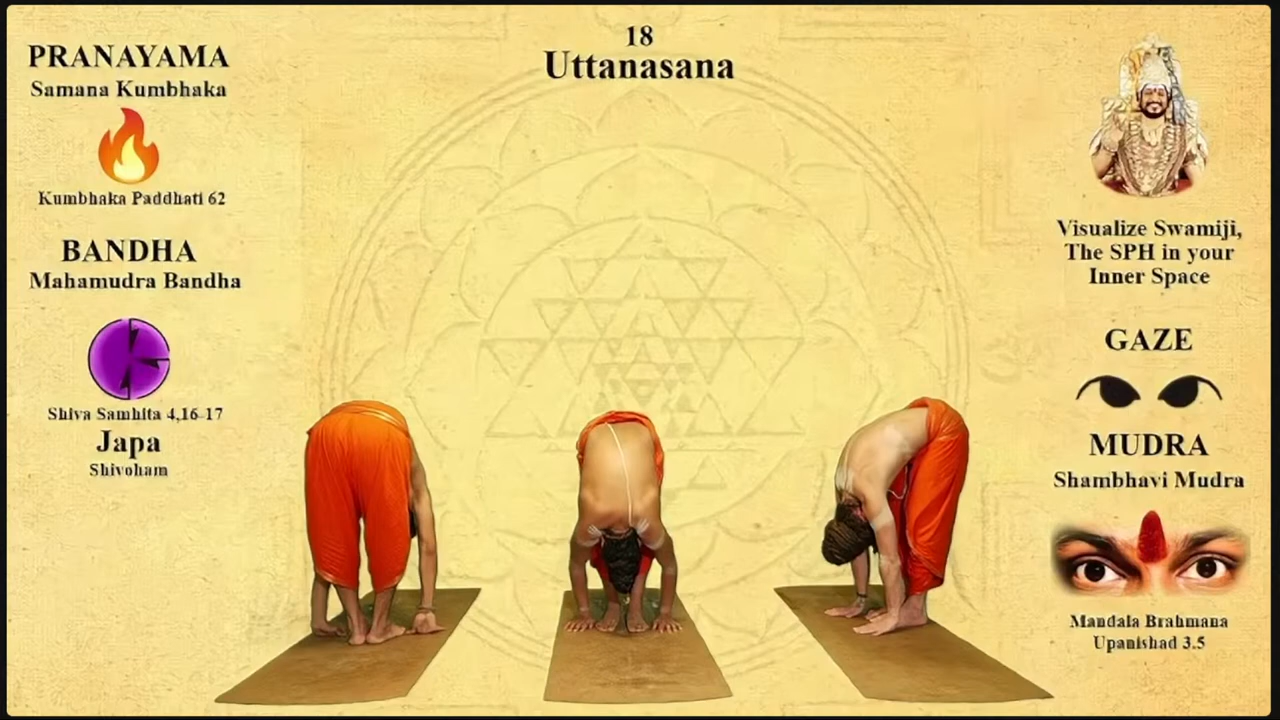 18
Uttanasana
PRANAYAMA
Samana Kumbhaka
Kumbhaka Paddhati 62
BANDHA
Mahamudra Bandha
Shiva Samhita 4,16-17
Japa
Shivoham
Visualize Swamiji,
The SPH in your
Inner Space
GAZE
MUDRA
Shambhavi Mudra
Mandala Brahmana
Upanishad 3.5